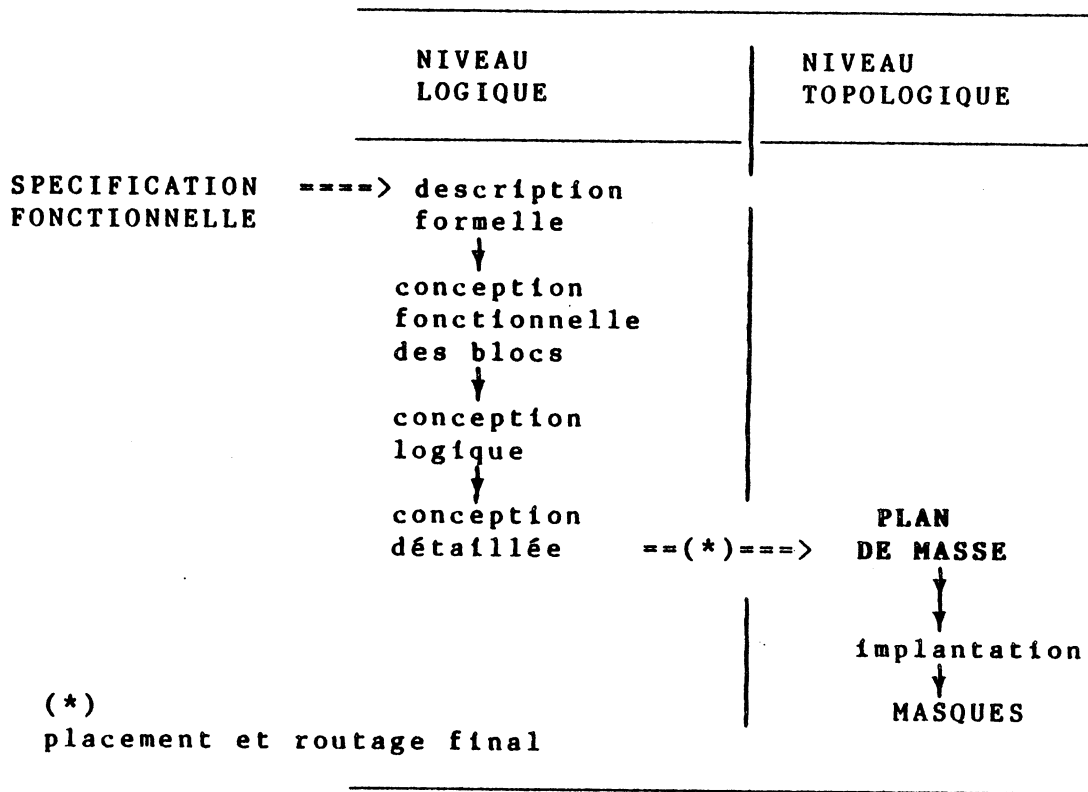 NIVEAU
LOGIQUE
NIVEAU
TOPOLOGIQUE
SPECIFICATION
FONCTIONNELLE
====>
description
formelle
conception
fonctionnelle
des blocs
conception
logique
conception
détaillée
==(*)===>
PLAN
DE MASSE
implantation
MASQUES
(*)
placement et routage final